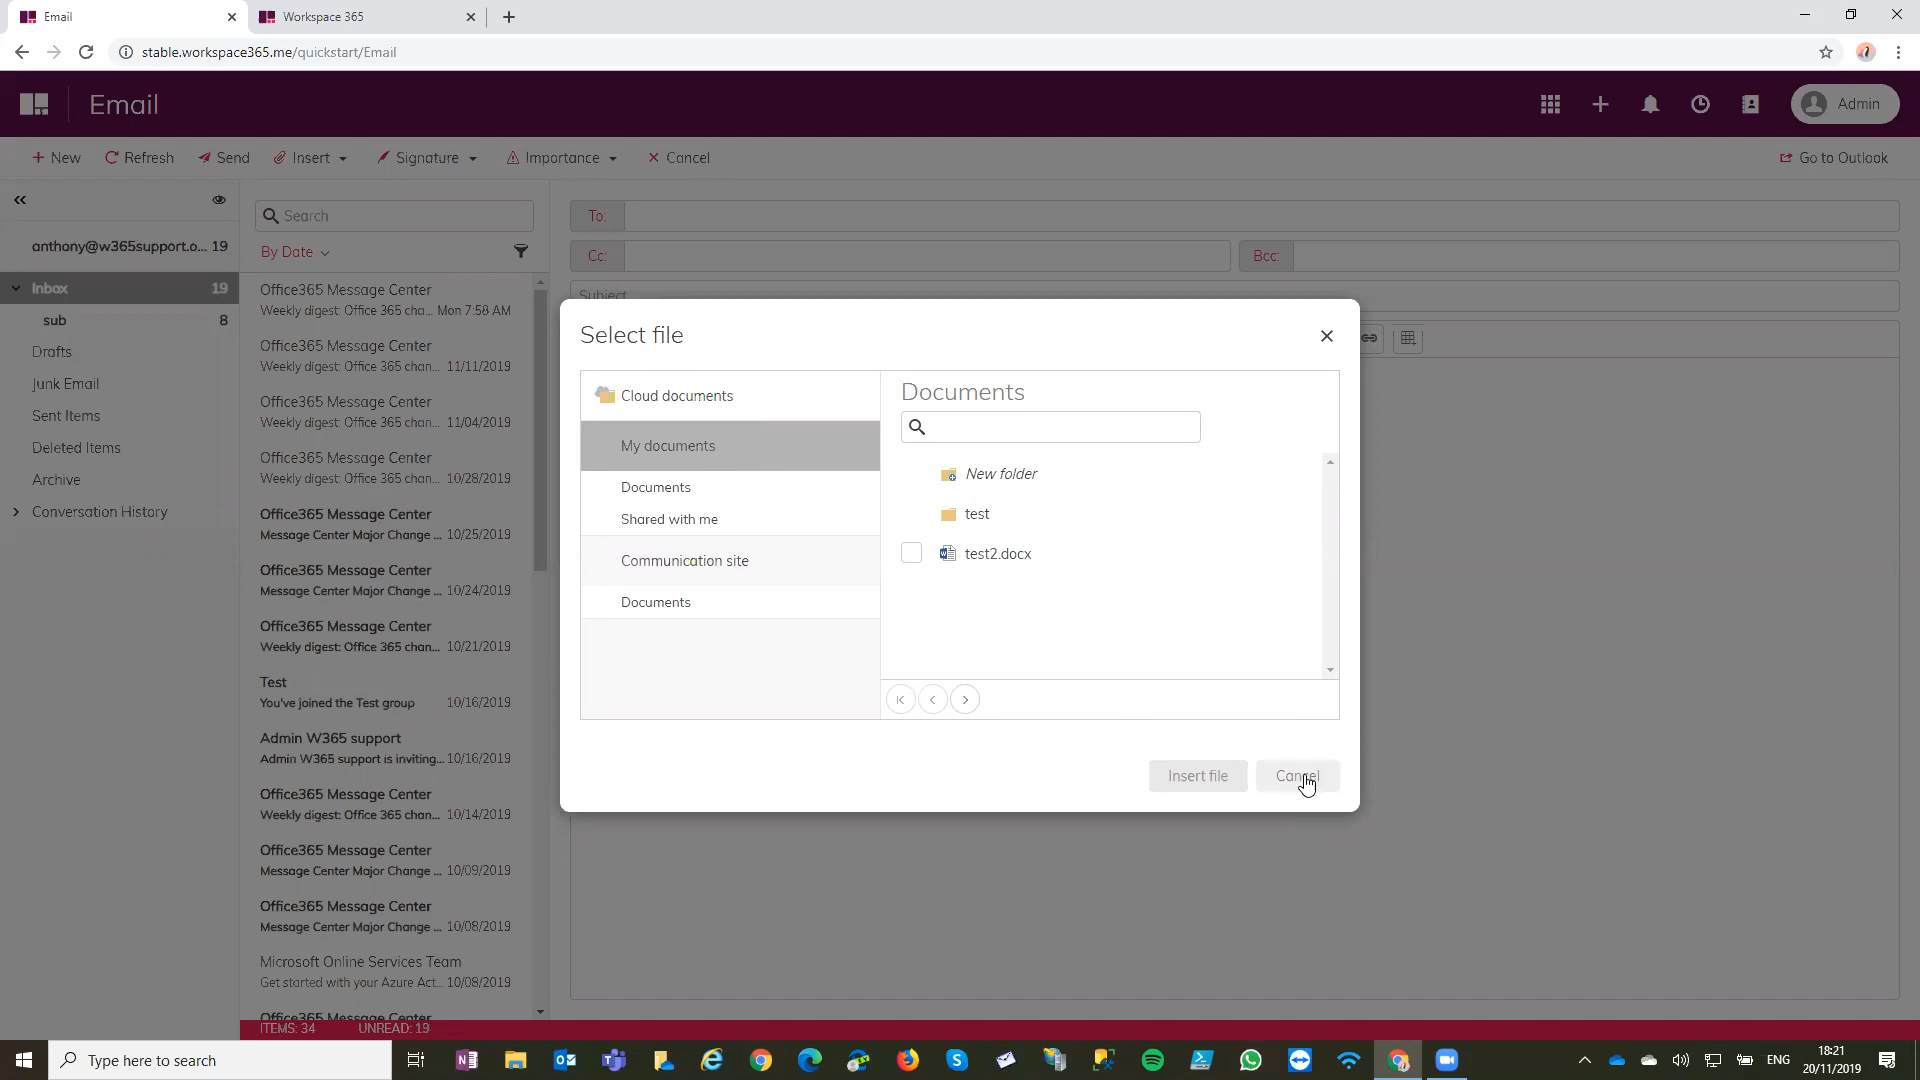 Email
Workspace 365
stable.workspace365.me/quickstart/Email
Email
Admin
New
Refresh
Send
Insert
Signature
Importance
Cancel
Go to Outlook
anthony@w365support.o... 19
Inbox 19
sub 8
Drafts
Junk Email
Sent Items
Deleted Items
Archive
Conversation History
Search
By Date
Office365 Message Center
Weekly digest: Office 365 cha... Mon 7:58 AM
Office365 Message Center
Weekly digest: Office 365 chan... 11/11/2019
Office365 Message Center
Weekly digest: Office 365 chan... 11/04/2019
Office365 Message Center
Weekly digest: Office 365 chan... 10/28/2019
Office365 Message Center
Message Center Major Change ... 10/25/2019
Office365 Message Center
Message Center Major Change ... 10/24/2019
Office365 Message Center
Weekly digest: Office 365 chan... 10/21/2019
Test
You've joined the Test group 10/16/2019
Admin W365 support
Admin W365 support is inviting... 10/16/2019
Office365 Message Center
Weekly digest: Office 365 chan... 10/14/2019
Office365 Message Center
Message Center Major Change ... 10/09/2019
Office365 Message Center
Message Center Major Change ... 10/08/2019
Microsoft Online Services Team
Get started with your Azure Act... 10/08/2019
Office365 Message Center
ITEMS: 34
UNREAD: 19
To:
Cc:
Bcc:
Subject
Select file
Cloud documents
My documents
Documents
Shared with me
Communication site
Documents
Documents
New folder
test
test2.docx
Insert file
Cancel
Type here to search
ENG
18:21
20/11/2019